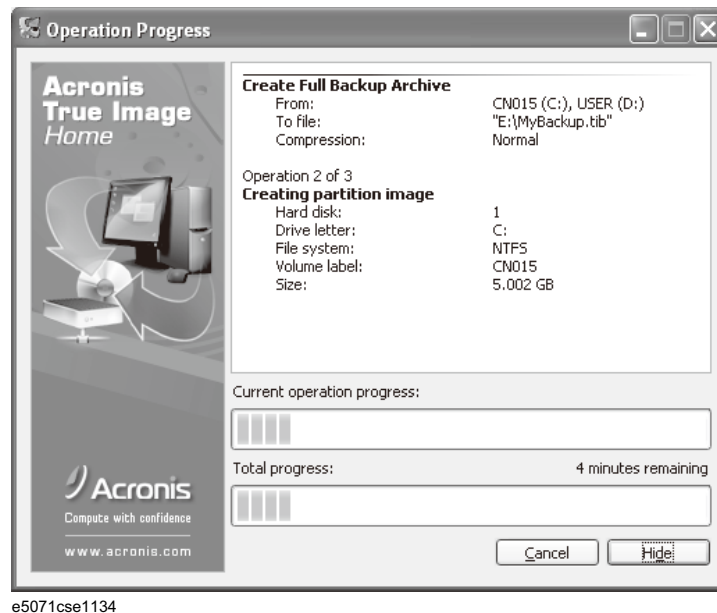 Operation Progress
Acronis
True Image
Home
Create Full Backup Archive
From: CN015 (C:), USER (D:)
To file: "E:\MyBackup.tib"
Compression: Normal
Operation 2 of 3
Creating partition image
Hard disk: 1
Drive letter: C:
File system: NTFS
Volume label: CN015
Size: 5.002 GB
Current operation progress:
Total progress: 4 minutes remaining
Acronis
Compute with confidence
www.acronis.com
Cancel Hide
e5071cse1134